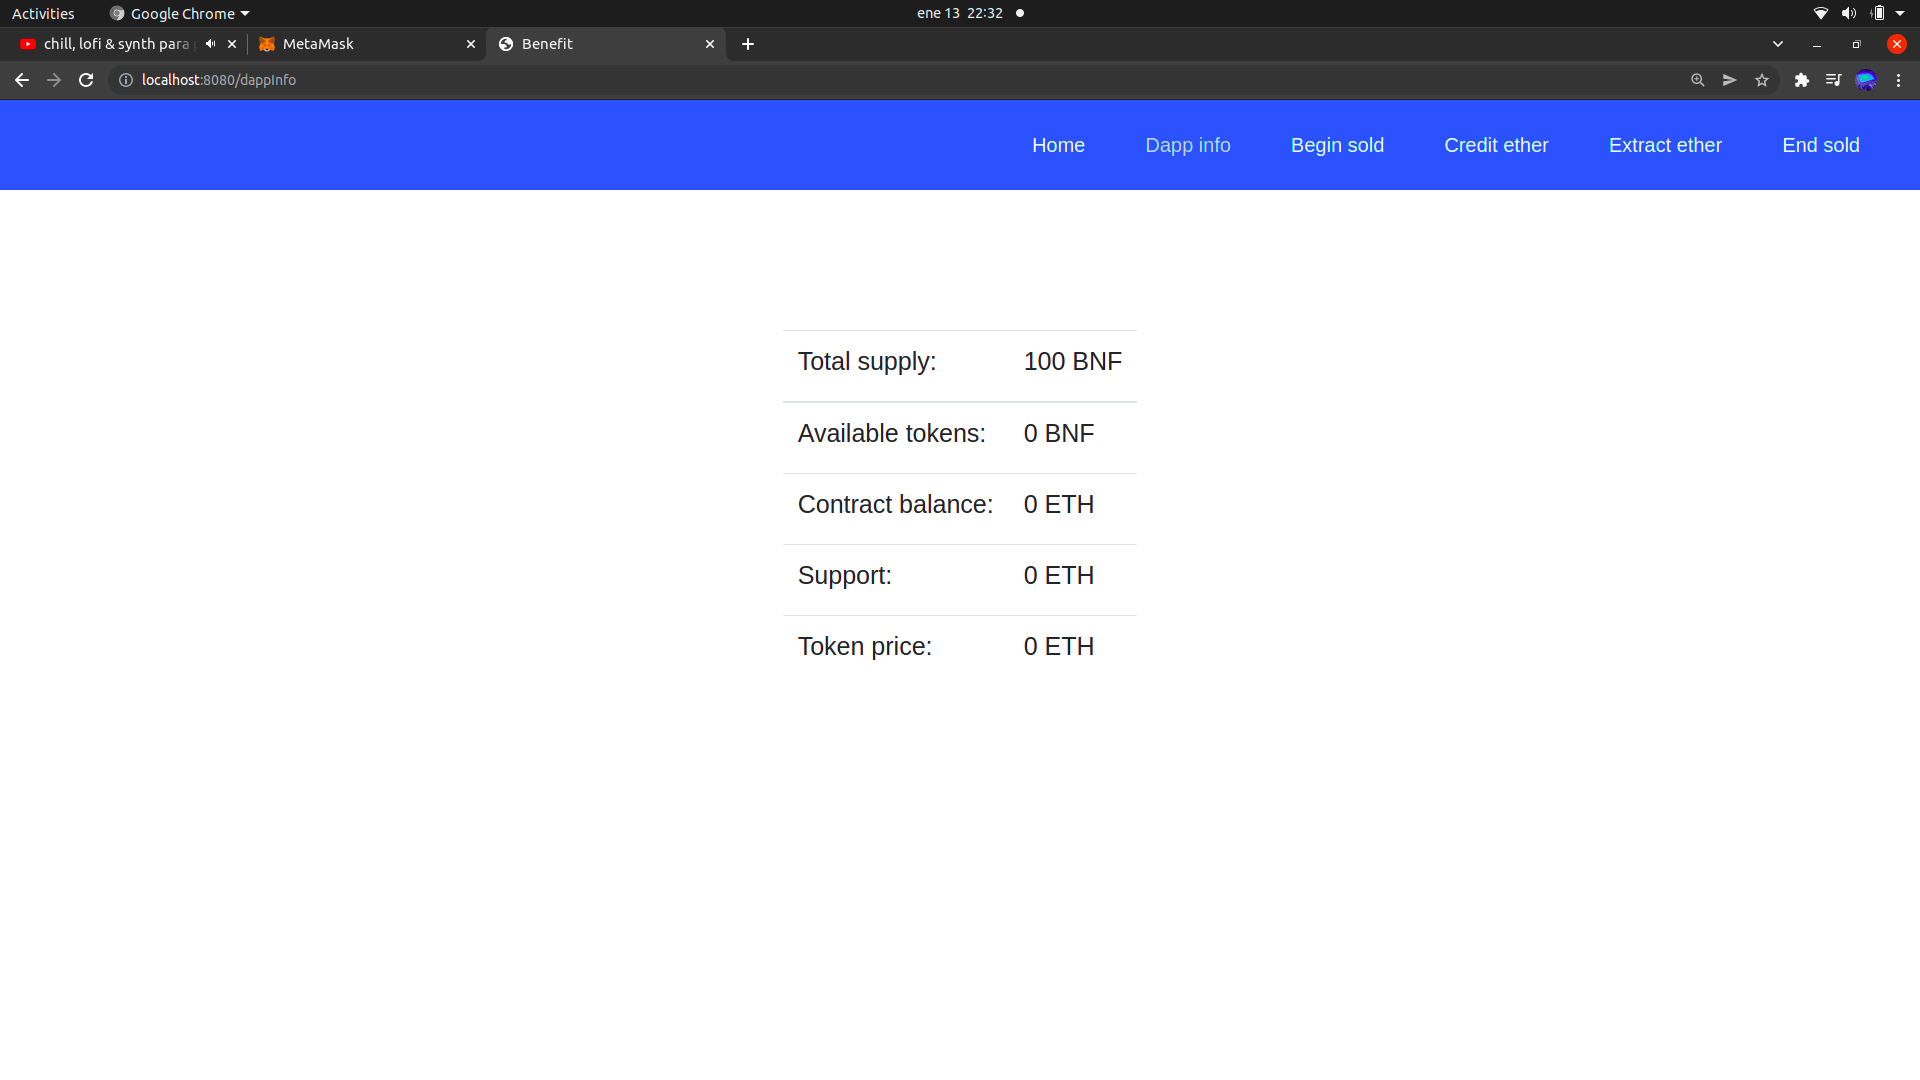 Activities Google Chrome ene 13 22:32
chill, lofi & synth para MetaMask Benefit
localhost:8080/dappInfo
Home Dapp info Begin sold Credit ether Extract ether End sold
Total supply: 100 BNF
Available tokens: 0 BNF
Contract balance: 0 ETH
Support: 0 ETH
Token price: 0 ETH